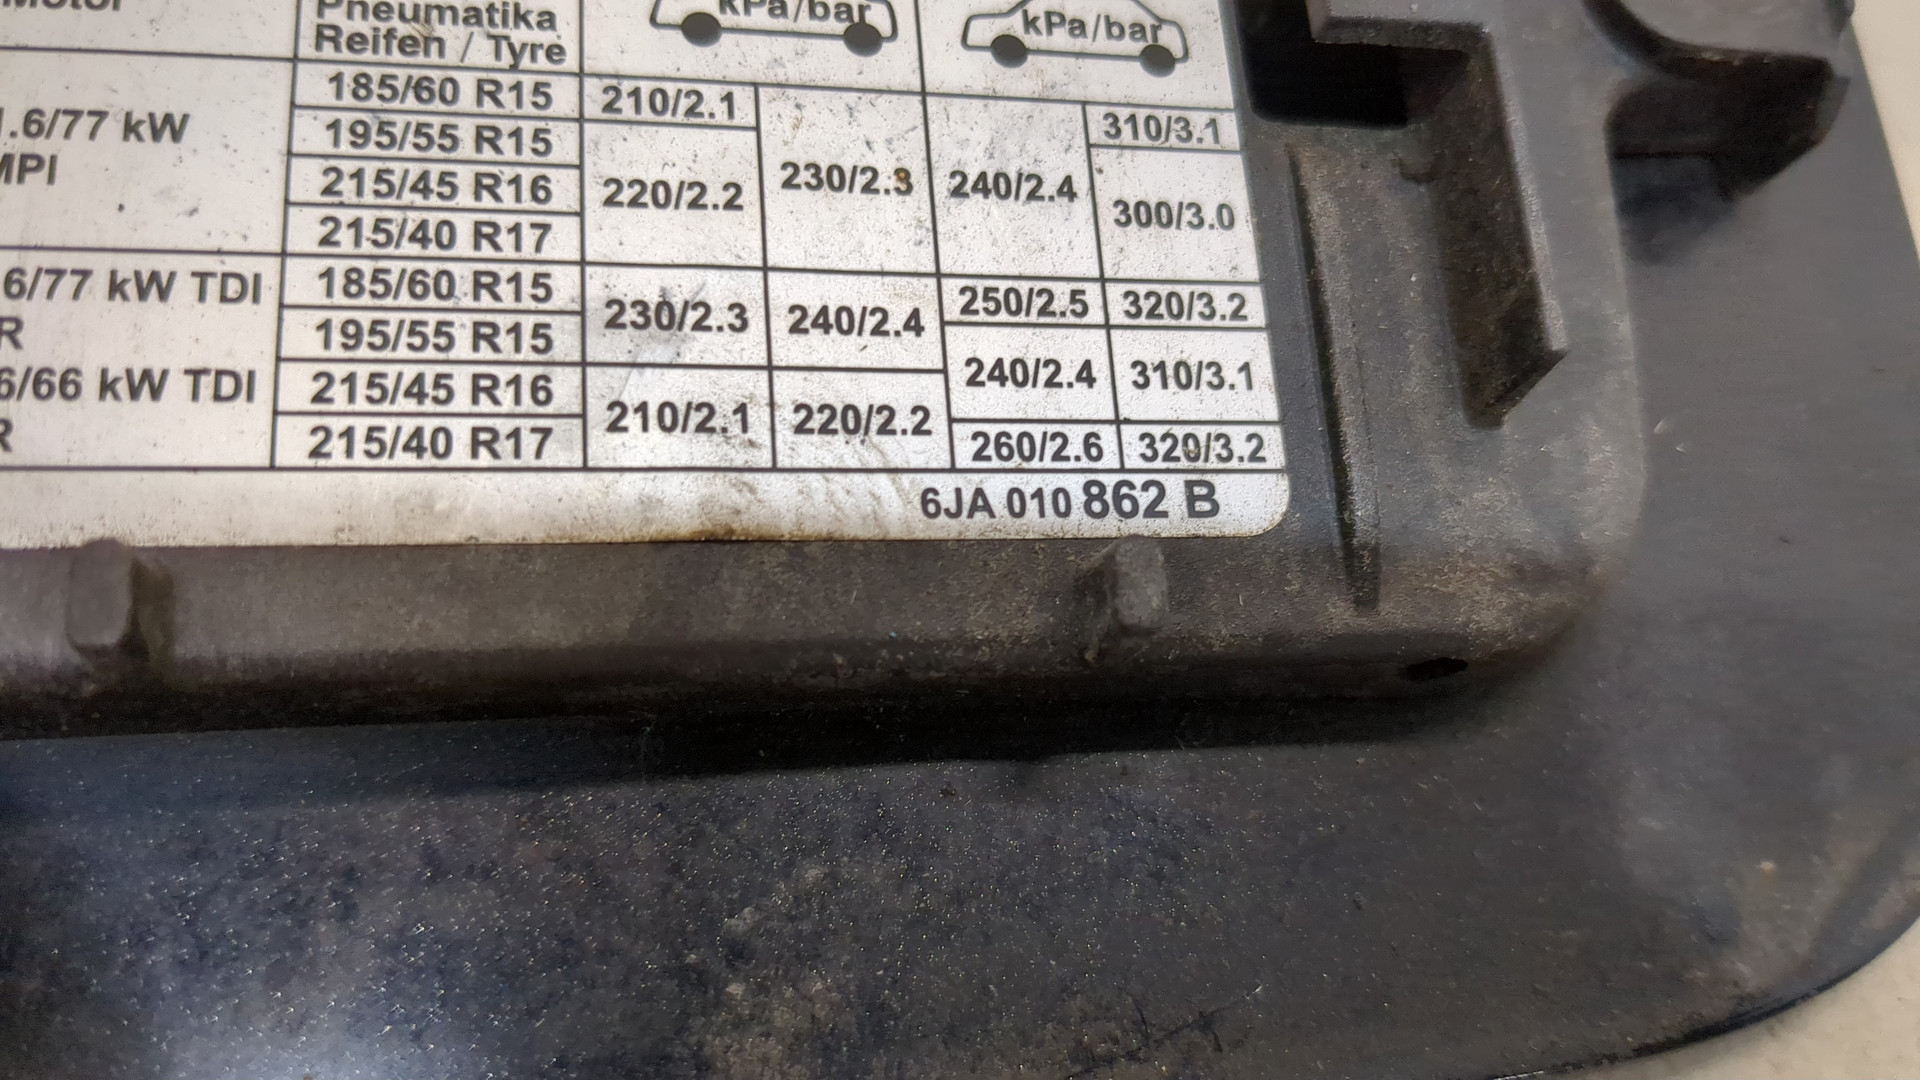 Motor
Pneumatika
Reifen / Tyre
kPa/bar
kPa/bar
1.6/77 kW
MPI
185/60 R15
195/55 R15
215/45 R16
215/40 R17
210/2.1
220/2.2
230/2.3
240/2.4
310/3.1
300/3.0
6/77 kW TDI
R
6/66 kW TDI
R
185/60 R15
195/55 R15
215/45 R16
215/40 R17
230/2.3
240/2.4
250/2.5
320/3.2
240/2.4
310/3.1
210/2.1
220/2.2
260/2.6
320/3.2
6JA 010 862 B